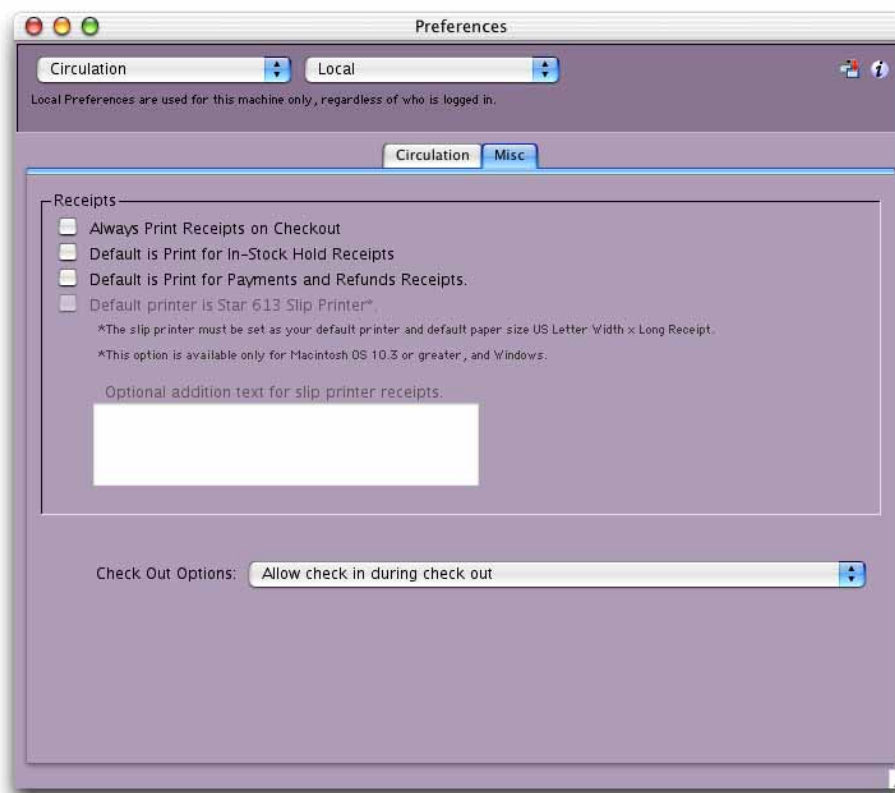 Preferences
Circulation
Local
Local Preferences are used for this machine only, regardless of who is logged in.
Circulation
Misc
Receipts
Always Print Receipts on Checkout
Default is Print for In-Stock Hold Receipts
Default is Print for Payments and Refunds Receipts.
Default printer is Star 613 Slip Printer*.
*The slip printer must be set as your default printer and default paper size US Letter Width x Long Receipt.
*This option is available only for Macintosh OS 10.3 or greater, and Windows.
Optional addition text for slip printer receipts.
Check Out Options: Allow check in during check out